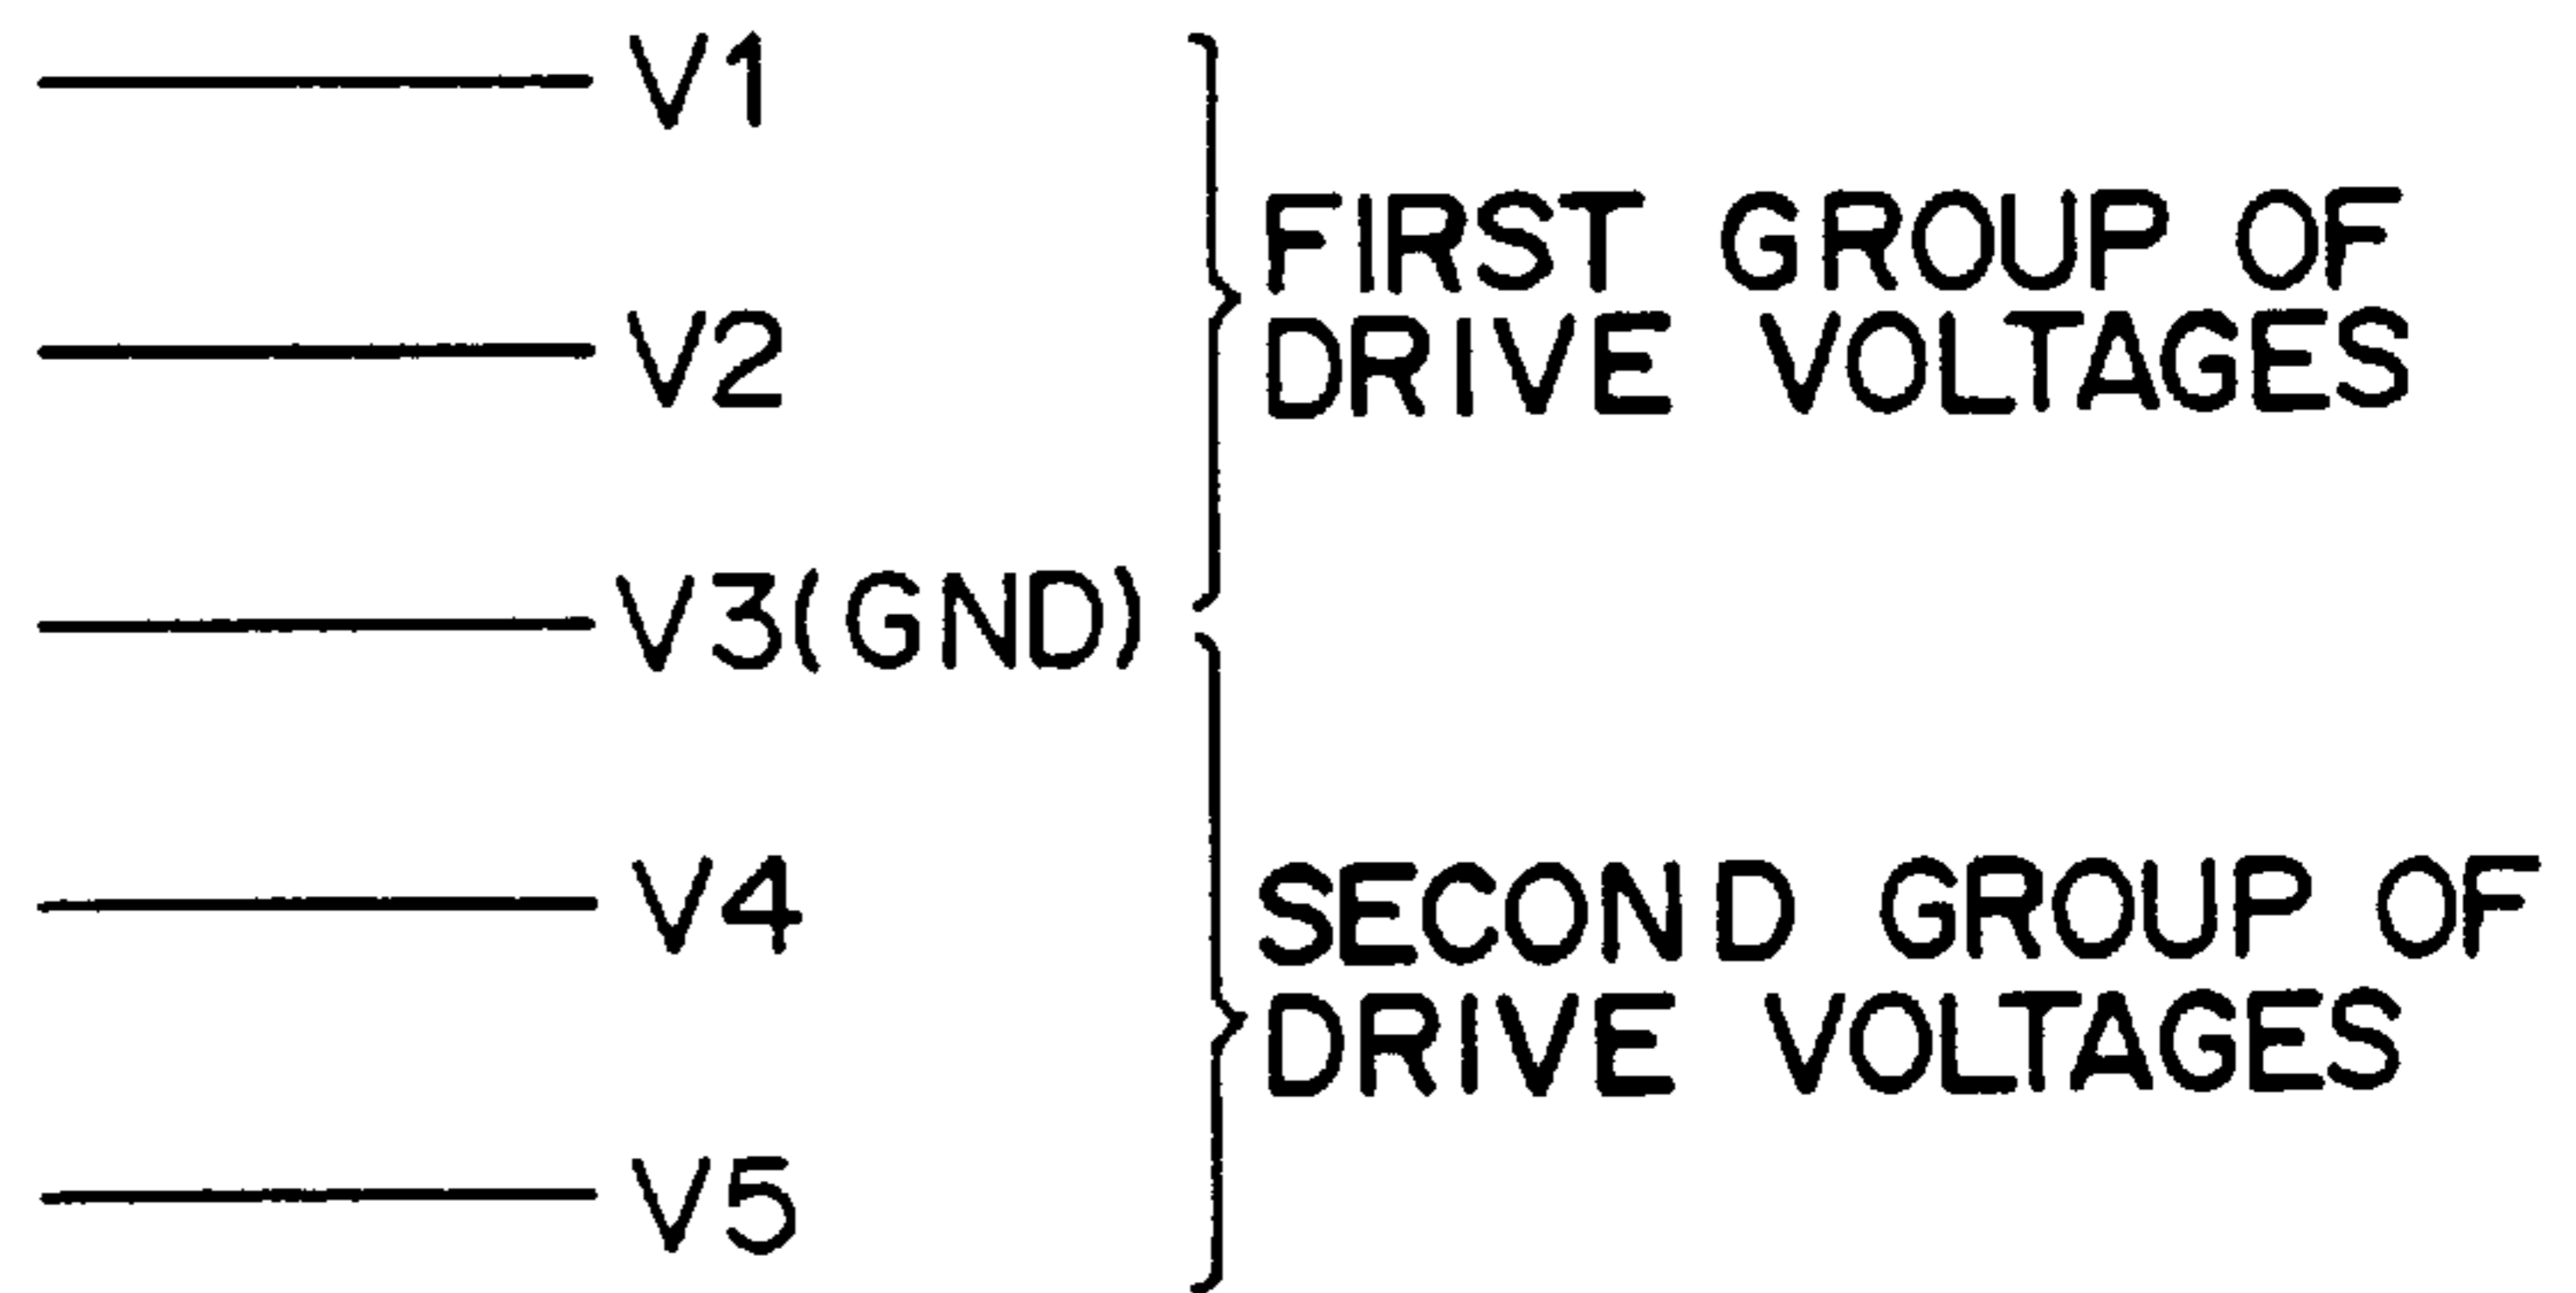 V1
FIRST GROUP OF
DRIVE VOLTAGES
V2
V3(GND)
V4
SECOND GROUP OF
DRIVE VOLTAGES
V5